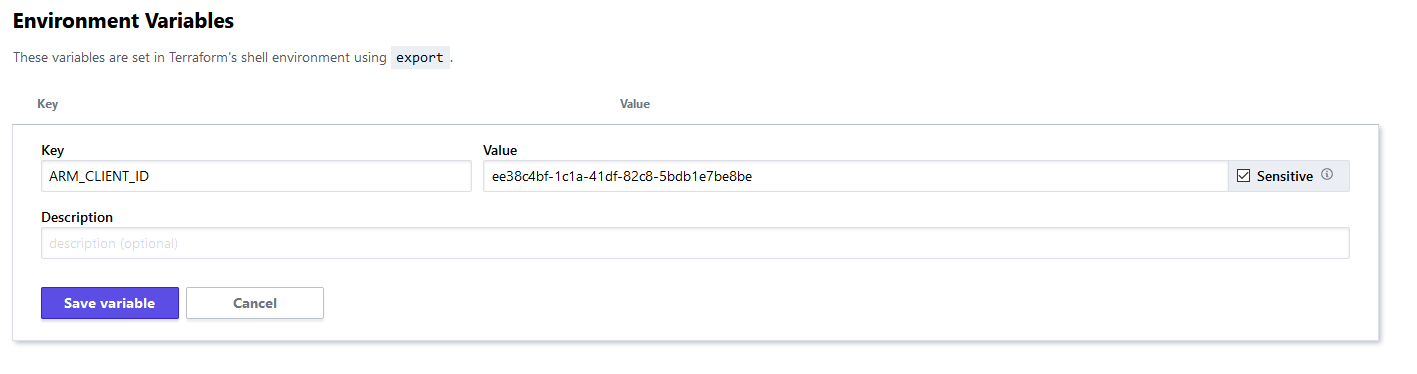 Environment Variables
These variables are set in Terraform's shell environment using export.
Key Value
Key Value
ARM_CLIENT_ID ee38c4bf-1c1a-41df-82c8-5bdb1e7be8be Sensitive
Description
description (optional)
Save variable Cancel